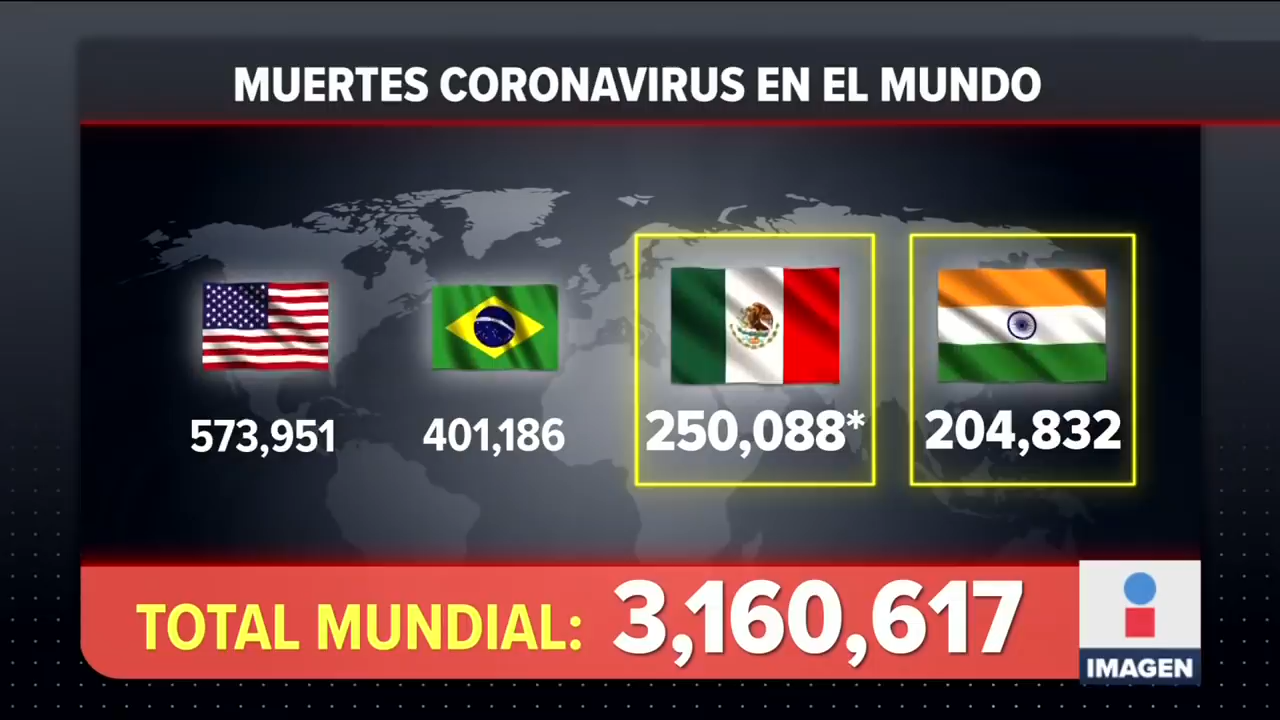 MUERTES CORONAVIRUS EN EL MUNDO
573,951 401,186 250,088* 204,832
TOTAL MUNDIAL: 3,160,617
IMAGEN